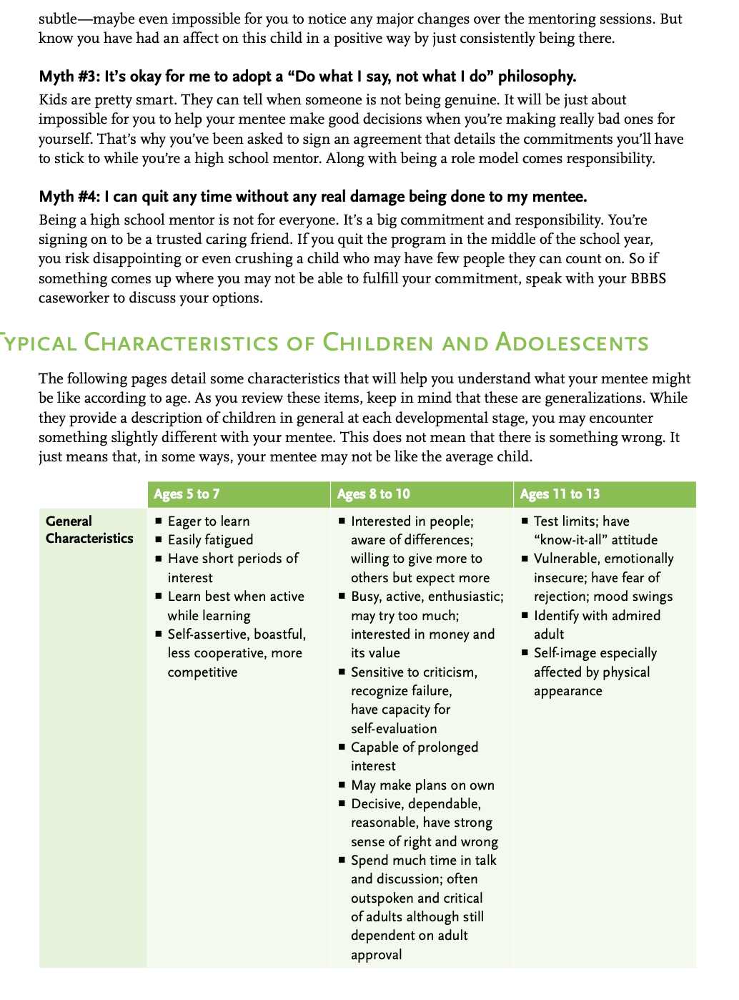 subtle—maybe even impossible for you to notice any major changes over the mentoring sessions. But
know you have had an affect on this child in a positive way by just consistently being there.
Myth #3: It’s okay for me to adopt a “Do what I say, not what I do” philosophy.
Kids are pretty smart. They can tell when someone is not being genuine. It will be just about
impossible for you to help your mentee make good decisions when you’re making really bad ones for
yourself. That’s why you’ve been asked to sign an agreement that details the commitments you’ll have
to stick to while you’re a high school mentor. Along with being a role model comes responsibility.
Myth #4: I can quit any time without any real damage being done to my mentee.
Being a high school mentor is not for everyone. It’s a big commitment and responsibility. You’re
signing on to be a trusted caring friend. If you quit the program in the middle of the school year,
you risk disappointing or even crushing a child who may have few people they can count on. So if
something comes up where you may not be able to fulfill your commitment, speak with your BBBS
caseworker to discuss your options.
Typical Characteristics of Children and Adolescents
The following pages detail some characteristics that will help you understand what your mentee might
be like according to age. As you review these items, keep in mind that these are generalizations. While
they provide a description of children in general at each developmental stage, you may encounter
something slightly different with your mentee. This does not mean that there is something wrong. It
just means that, in some ways, your mentee may not be like the average child.
Ages 5 to 7
Ages 8 to 10
Ages 11 to 13
General
Characteristics
▪ Eager to learn
▪ Easily fatigued
▪ Have short periods of
interest
▪ Learn best when active
while learning
▪ Self-assertive, boastful,
less cooperative, more
competitive
▪ Interested in people;
aware of differences;
willing to give more to
others but expect more
▪ Busy, active, enthusiastic;
may try too much;
interested in money and
its value
▪ Sensitive to criticism,
recognize failure,
have capacity for
self-evaluation
▪ Capable of prolonged
interest
▪ May make plans on own
▪ Decisive, dependable,
reasonable, have strong
sense of right and wrong
▪ Spend much time in talk
and discussion; often
outspoken and critical
of adults although still
dependent on adult
approval
▪ Test limits; have
“know-it-all” attitude
▪ Vulnerable, emotionally
insecure; have fear of
rejection; mood swings
▪ Identify with admired
adult
▪ Self-image especially
affected by physical
appearance